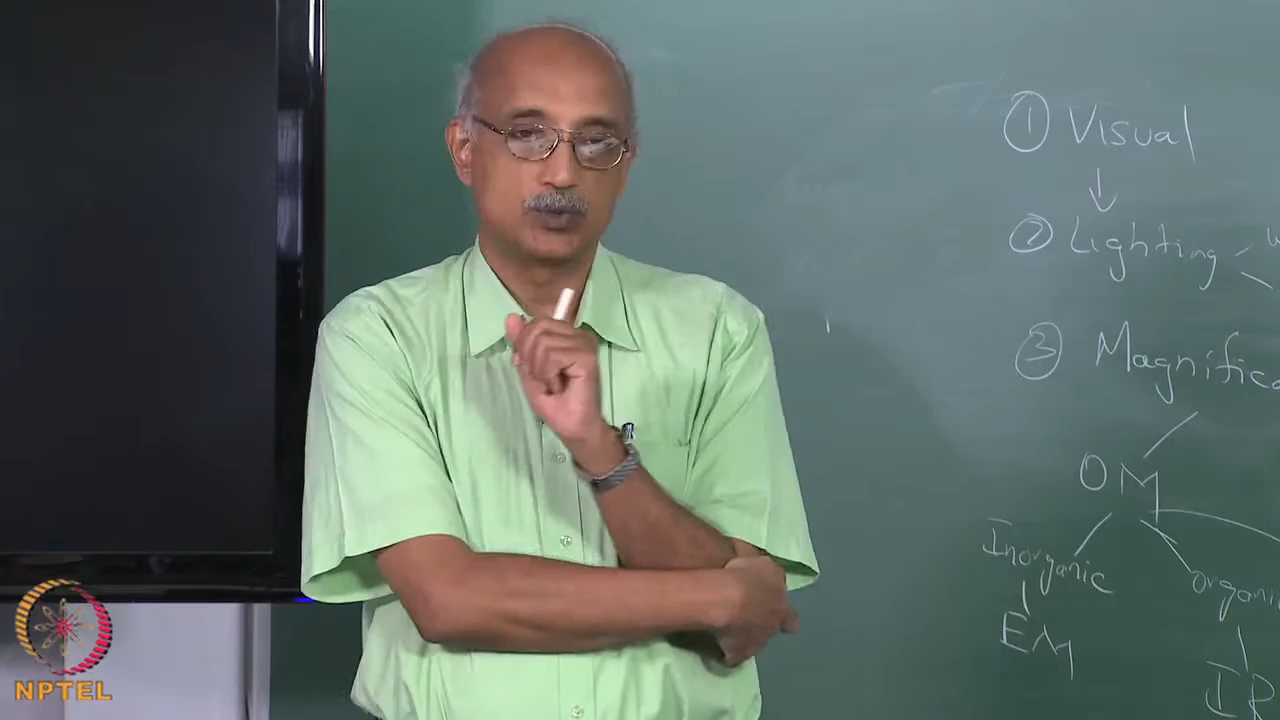 ① Visual
② Lighting
③ Magnifica
OM
Inorganic organi
EM
IR
NPTEL